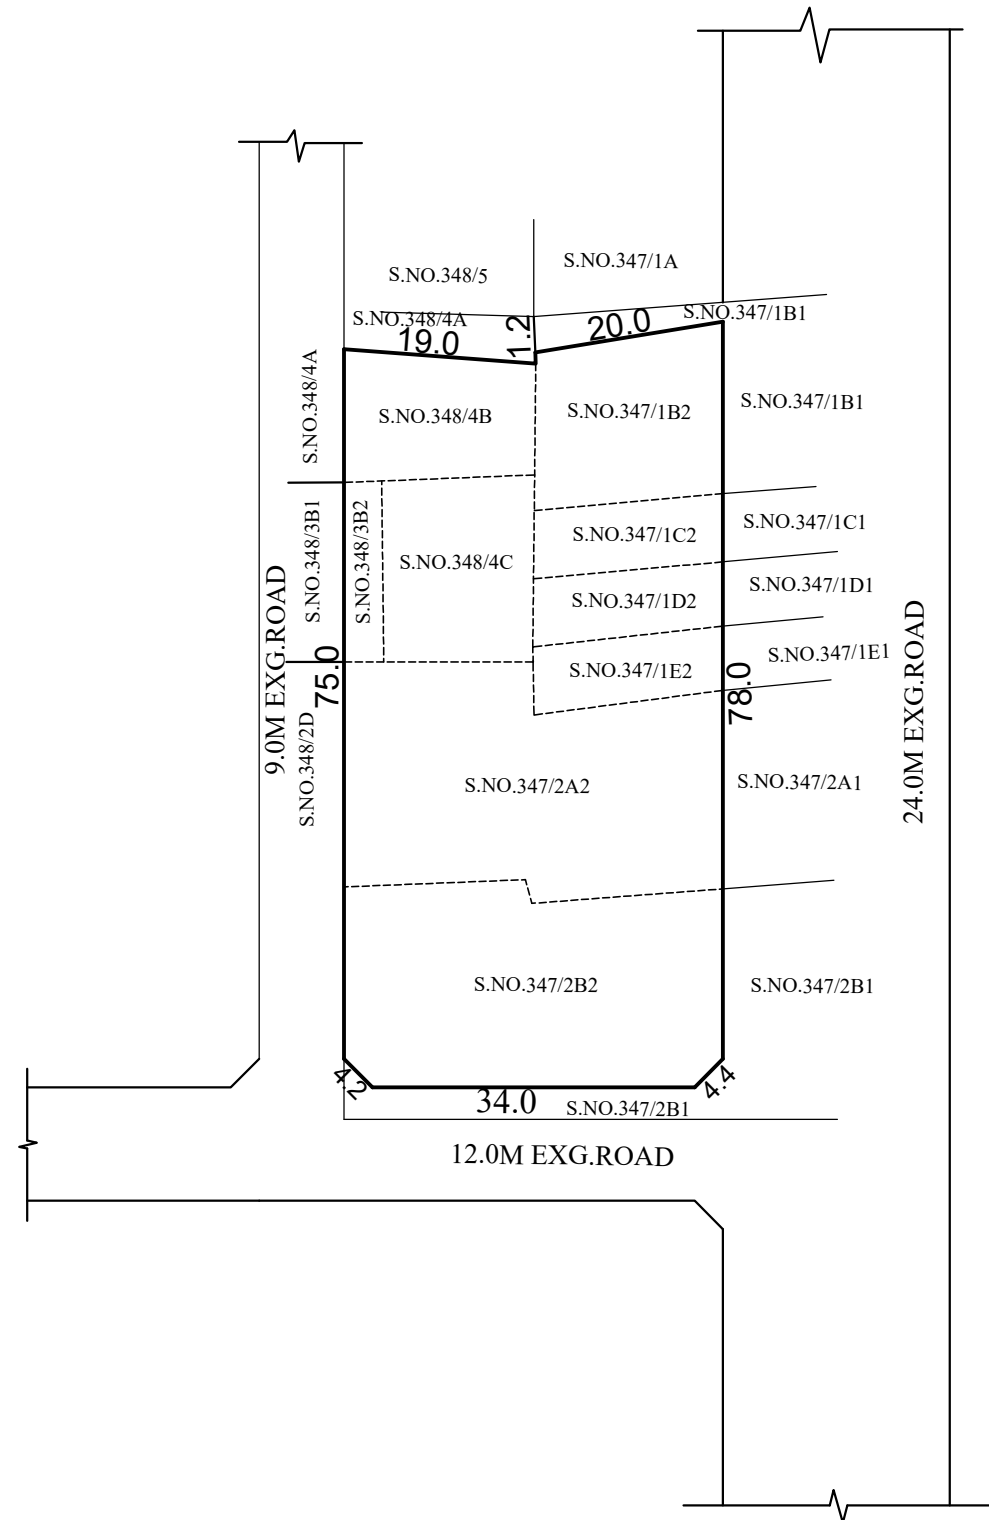 S.NO.347/1A
S.NO.348/5
S.NO.347/1B1
S.NO.348/4A
19.0
1.2
20.0
S.NO.348/4A
S.NO.348/4B
S.NO.347/1B2
S.NO.347/1B1
S.NO.348/3B1
S.NO.348/3B2
S.NO.348/4C
S.NO.347/1C2
S.NO.347/1C1
S.NO.347/1D2
S.NO.347/1D1
S.NO.347/1E2
S.NO.347/1E1
9.0M EXG.ROAD
75.0
78.0
24.0M EXG.ROAD
S.NO.348/2D
S.NO.347/2A2
S.NO.347/2A1
S.NO.347/2B2
S.NO.347/2B1
4.2
34.0
4.4
S.NO.347/2B1
12.0M EXG.ROAD